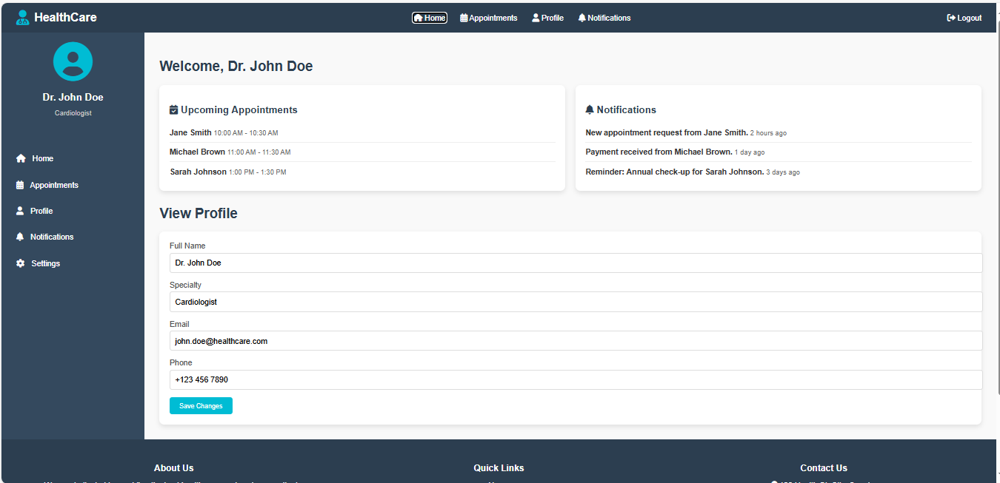 HealthCare
Home Appointments Profile Notifications
Logout
Dr. John Doe
Cardiologist
Home
Appointments
Profile
Notifications
Settings
Welcome, Dr. John Doe
Upcoming Appointments
Jane Smith 10:00 AM - 10:30 AM
Michael Brown 11:00 AM - 11:30 AM
Sarah Johnson 1:00 PM - 1:30 PM
Notifications
New appointment request from Jane Smith. 2 hours ago
Payment received from Michael Brown. 1 day ago
Reminder: Annual check-up for Sarah Johnson. 3 days ago
View Profile
Full Name
Dr. John Doe
Specialty
Cardiologist
Email
john.doe@healthcare.com
Phone
+123 456 7890
Save Changes
About Us
Quick Links
Contact Us